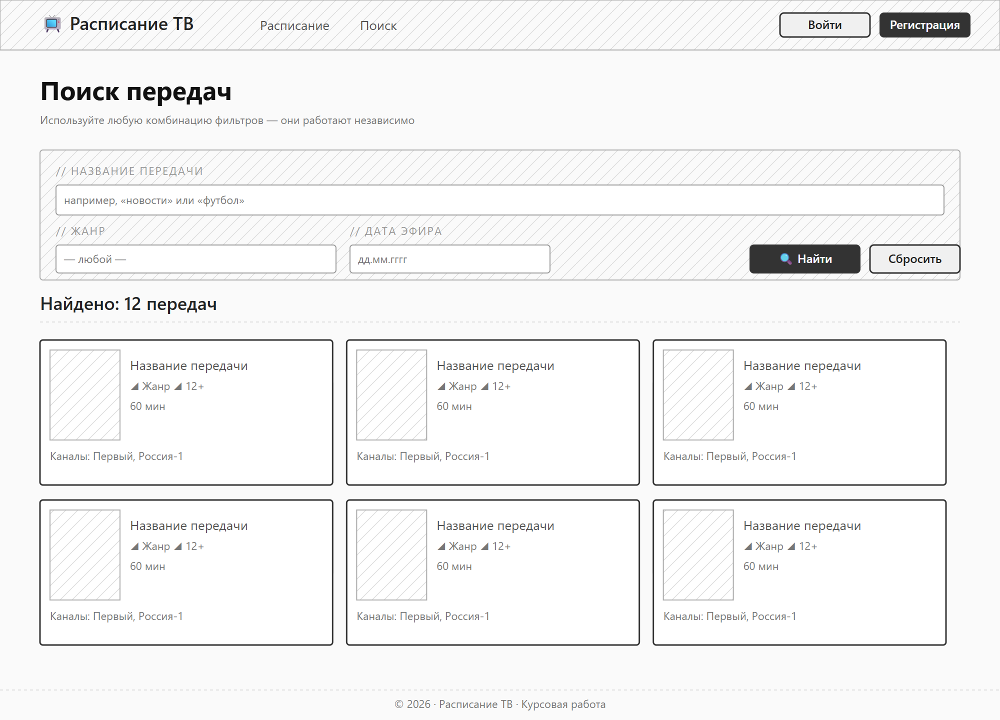 Расписание ТВ
Расписание
Поиск
Войти
Регистрация
Поиск передач
Используйте любую комбинацию фильтров — они работают независимо
// НАЗВАНИЕ ПЕРЕДАЧИ
например, «новости» или «футбол»
// ЖАНР
// ДАТА ЭФИРА
— любой —
дд.мм.гггг
Найти
Сбросить
Найдено: 12 передач
Название передачи
◢ Жанр ◢ 12+
60 мин
Каналы: Первый, Россия-1
Название передачи
◢ Жанр ◢ 12+
60 мин
Каналы: Первый, Россия-1
Название передачи
◢ Жанр ◢ 12+
60 мин
Каналы: Первый, Россия-1
Название передачи
◢ Жанр ◢ 12+
60 мин
Каналы: Первый, Россия-1
Название передачи
◢ Жанр ◢ 12+
60 мин
Каналы: Первый, Россия-1
Название передачи
◢ Жанр ◢ 12+
60 мин
Каналы: Первый, Россия-1
© 2026 · Расписание ТВ · Курсовая работа